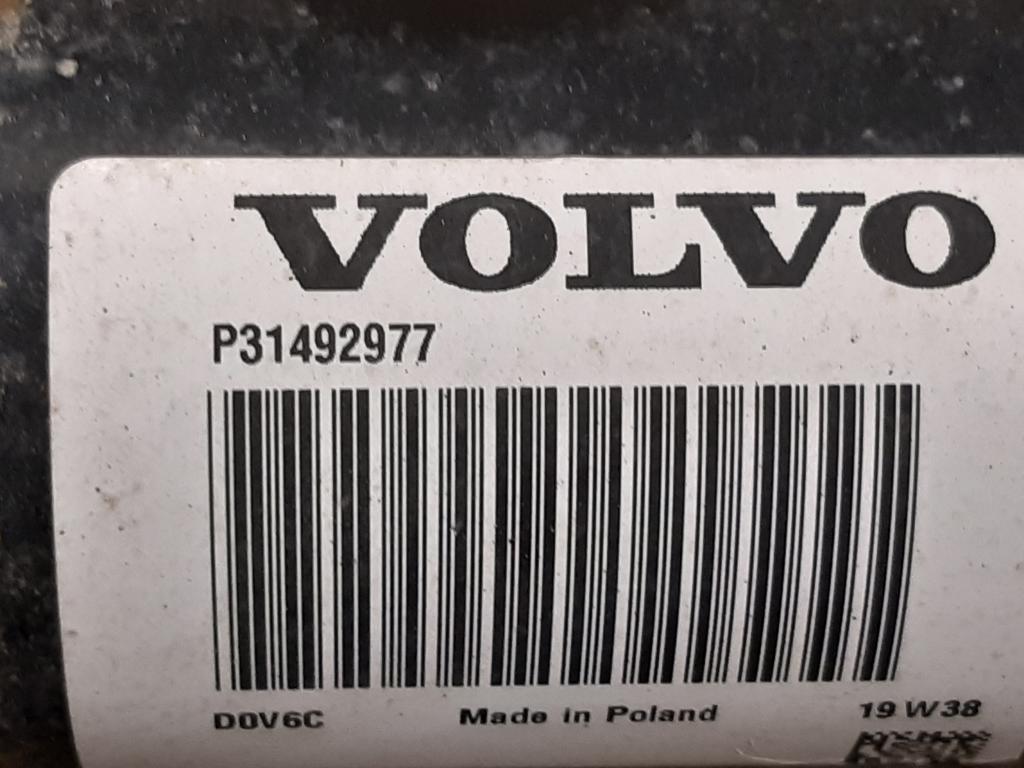 VOLVO
P31492977
D0V6C Made in Poland 19 W38